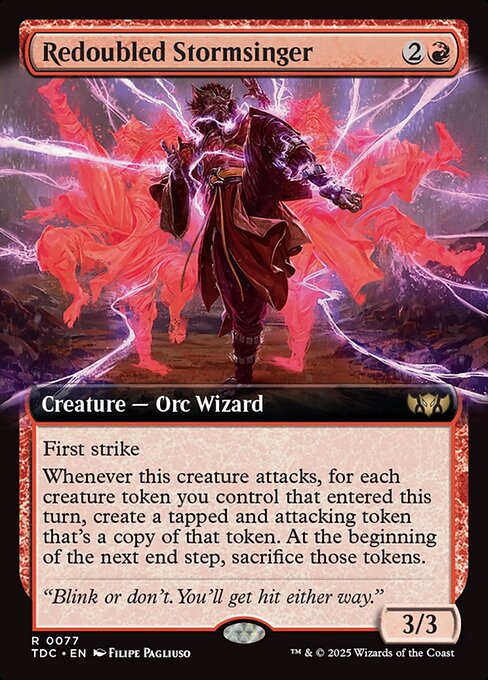 Redoubled Stormsinger 2
Creature — Orc Wizard
First strike
Whenever this creature attacks, for each
creature token you control that entered this
turn, create a tapped and attacking token
that's a copy of that token. At the beginning
of the next end step, sacrifice those tokens.
“Blink or don't. You'll get hit either way.”
3/3
R 0077
TDC • EN Filipe Pagliuso
™ & © 2025 Wizards of the Coast